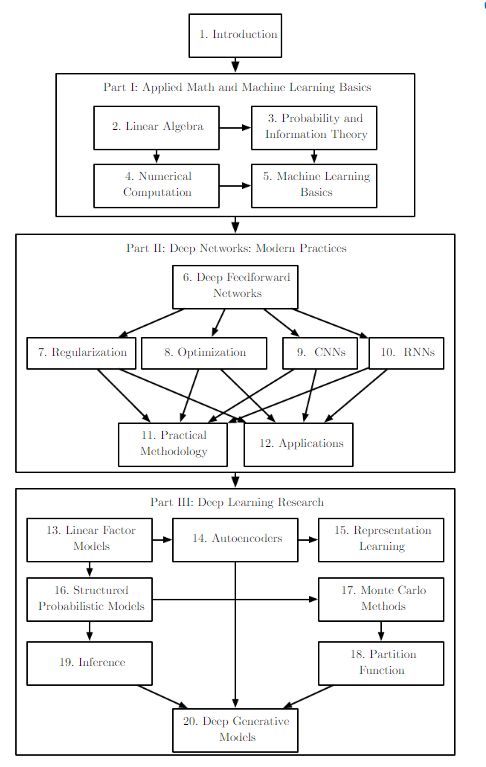 1. Introduction
Part I: Applied Math and Machine Learning Basics
2. Linear Algebra
3. Probability and
Information Theory
4. Numerical
Computation
5. Machine Learning
Basics
Part II: Deep Networks: Modern Practices
6. Deep Feedforward
Networks
7. Regularization
8. Optimization
9. CNNs
10. RNNs
11. Practical
Methodology
12. Applications
Part III: Deep Learning Research
13. Linear Factor
Models
14. Autoencoders
15. Representation
Learning
16. Structured
Probabilistic Models
17. Monte Carlo
Methods
19. Inference
18. Partition
Function
20. Deep Generative
Models